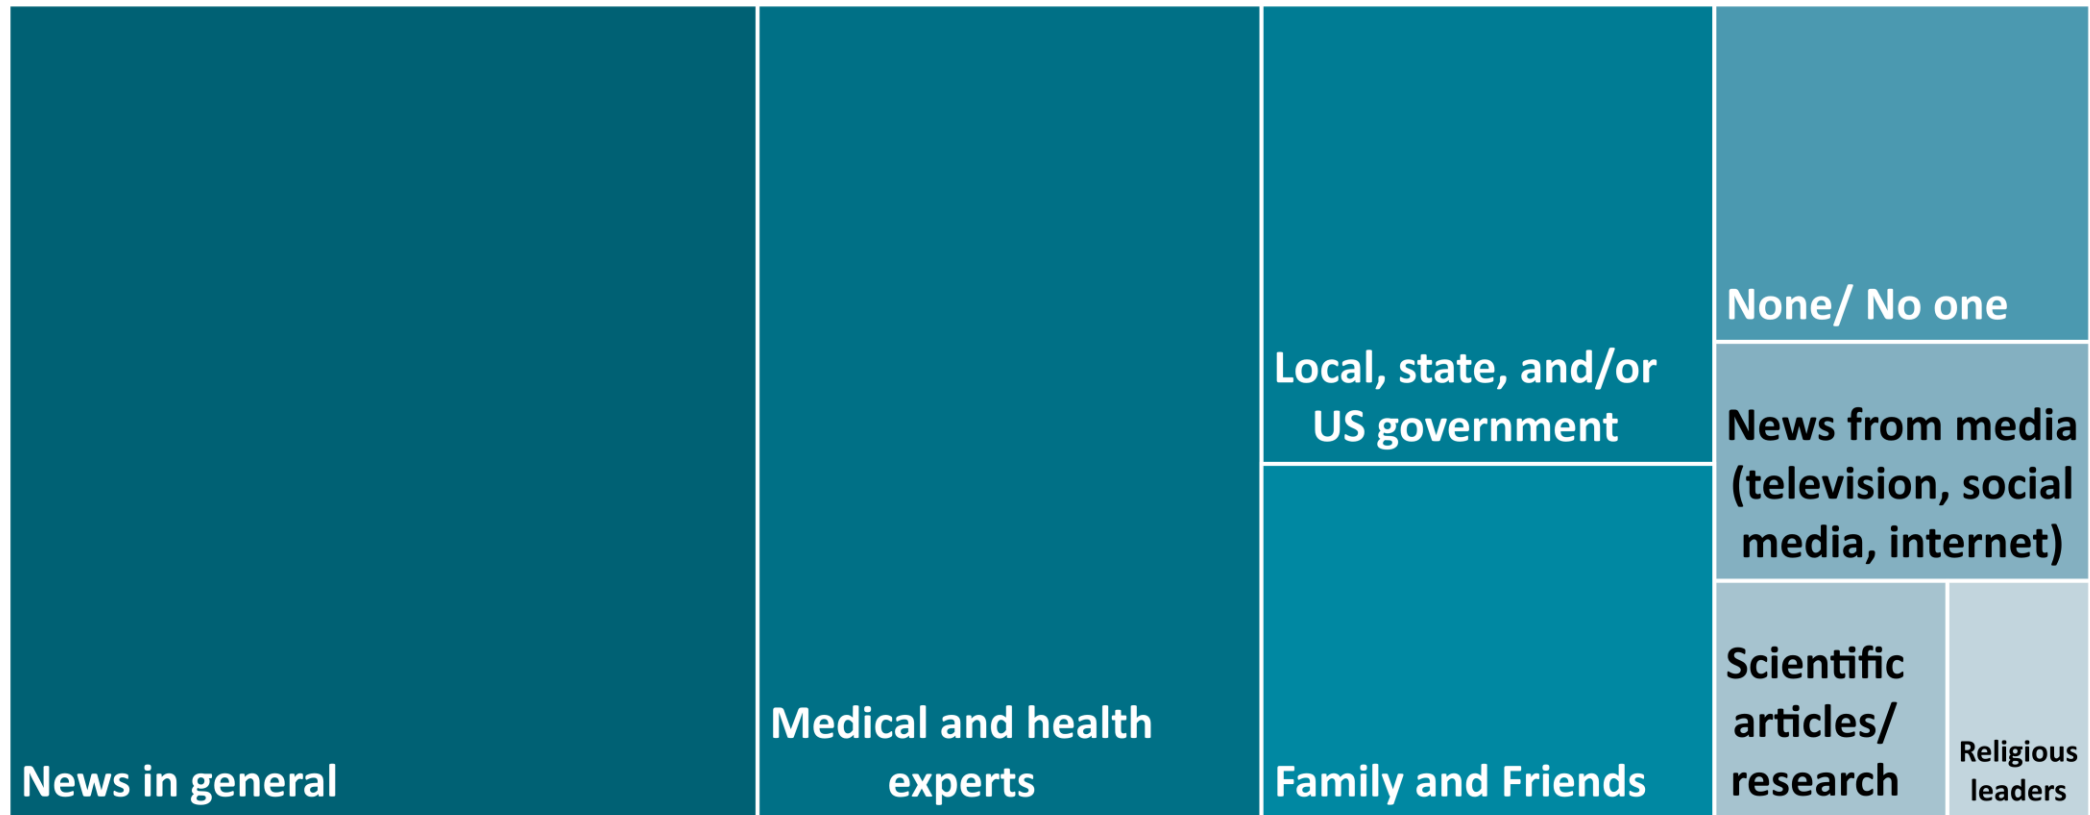 News in general
Medical and health
experts
Local, state, and/or
US government
Family and Friends
None/ No one
News from media
(television, social
media, internet)
Scientific
articles/
research
Religious
leaders